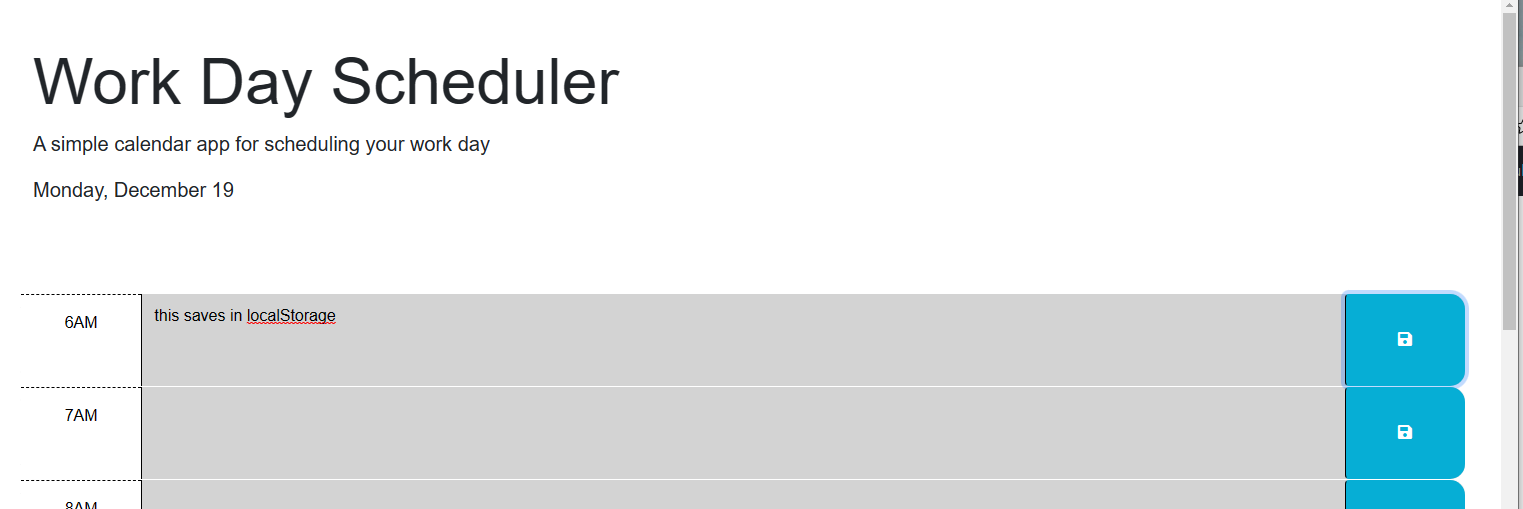 Work Day Scheduler
A simple calendar app for scheduling your work day
Monday, December 19
6AM
this saves in localStorage
7AM
8AM